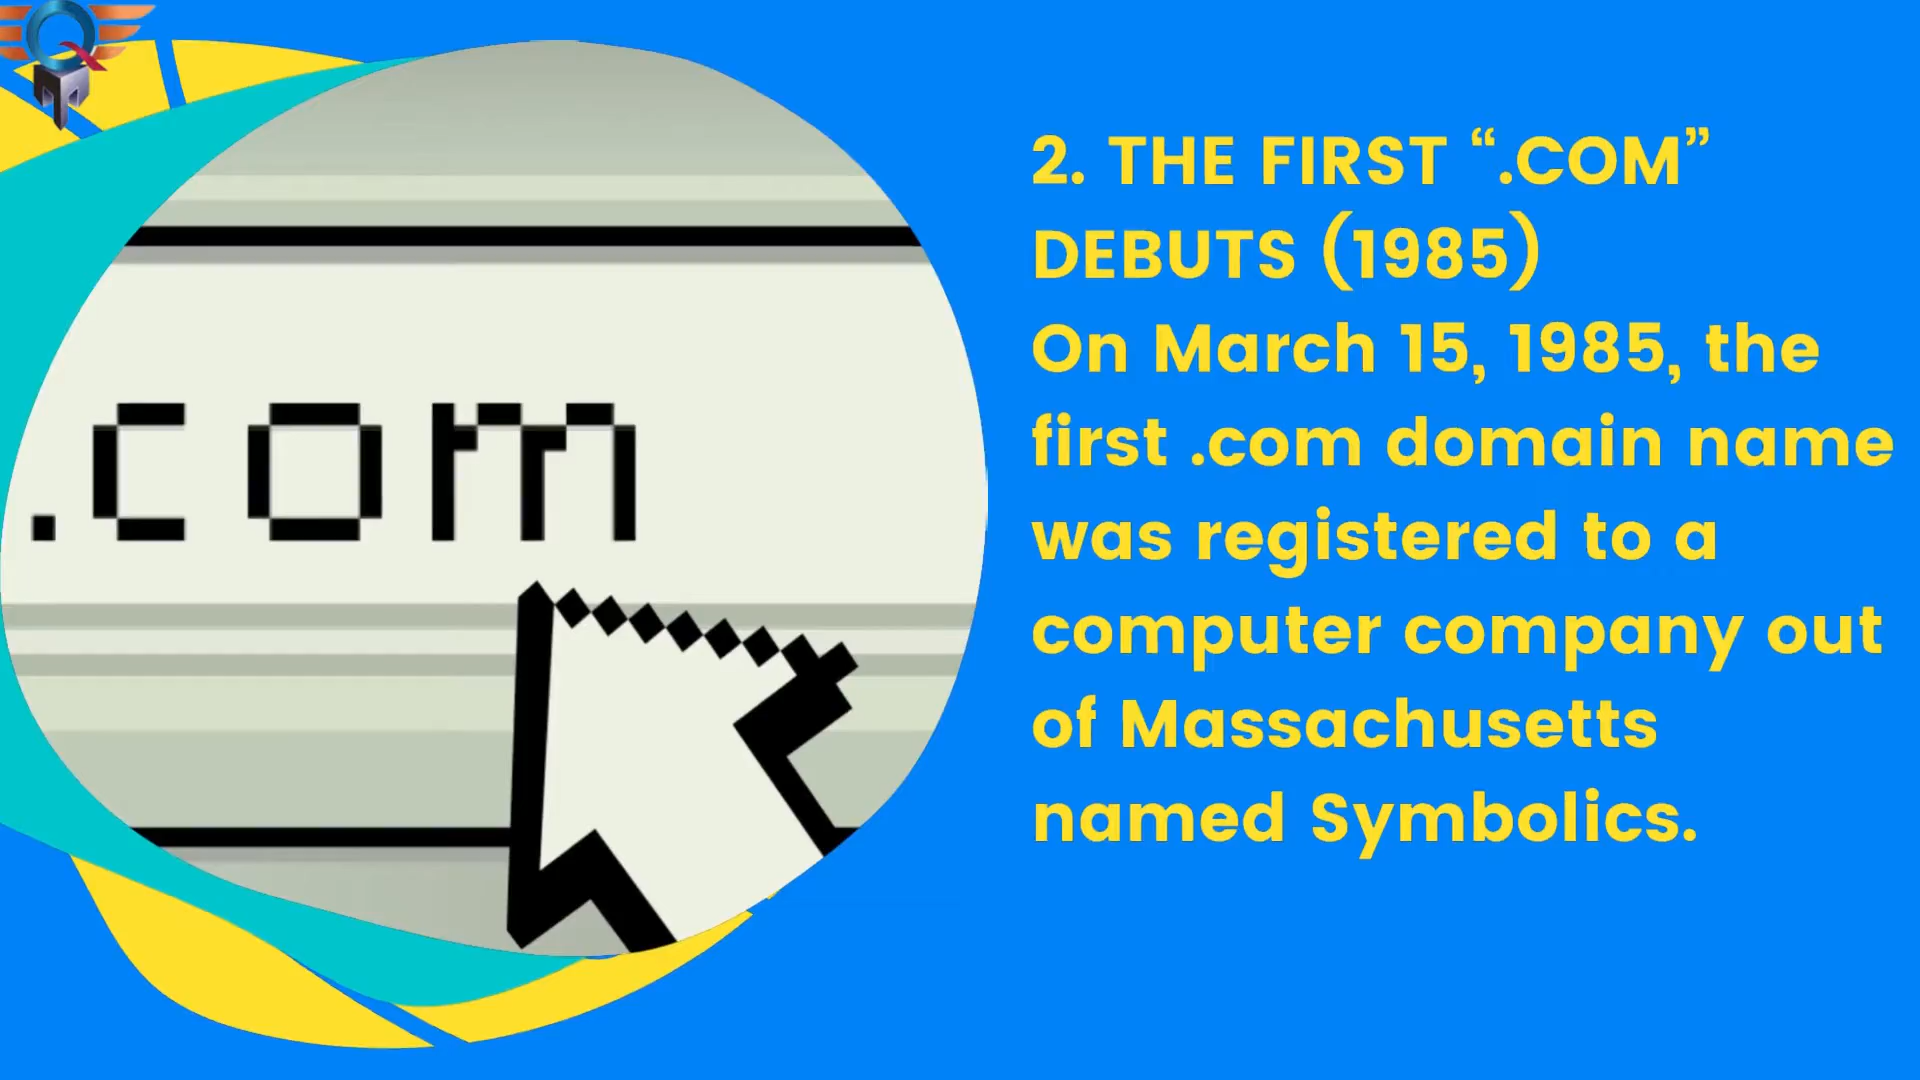 .com
2. THE FIRST “.COM”
DEBUTS (1985)
On March 15, 1985, the
first .com domain name
was registered to a
computer company out
of Massachusetts
named Symbolics.